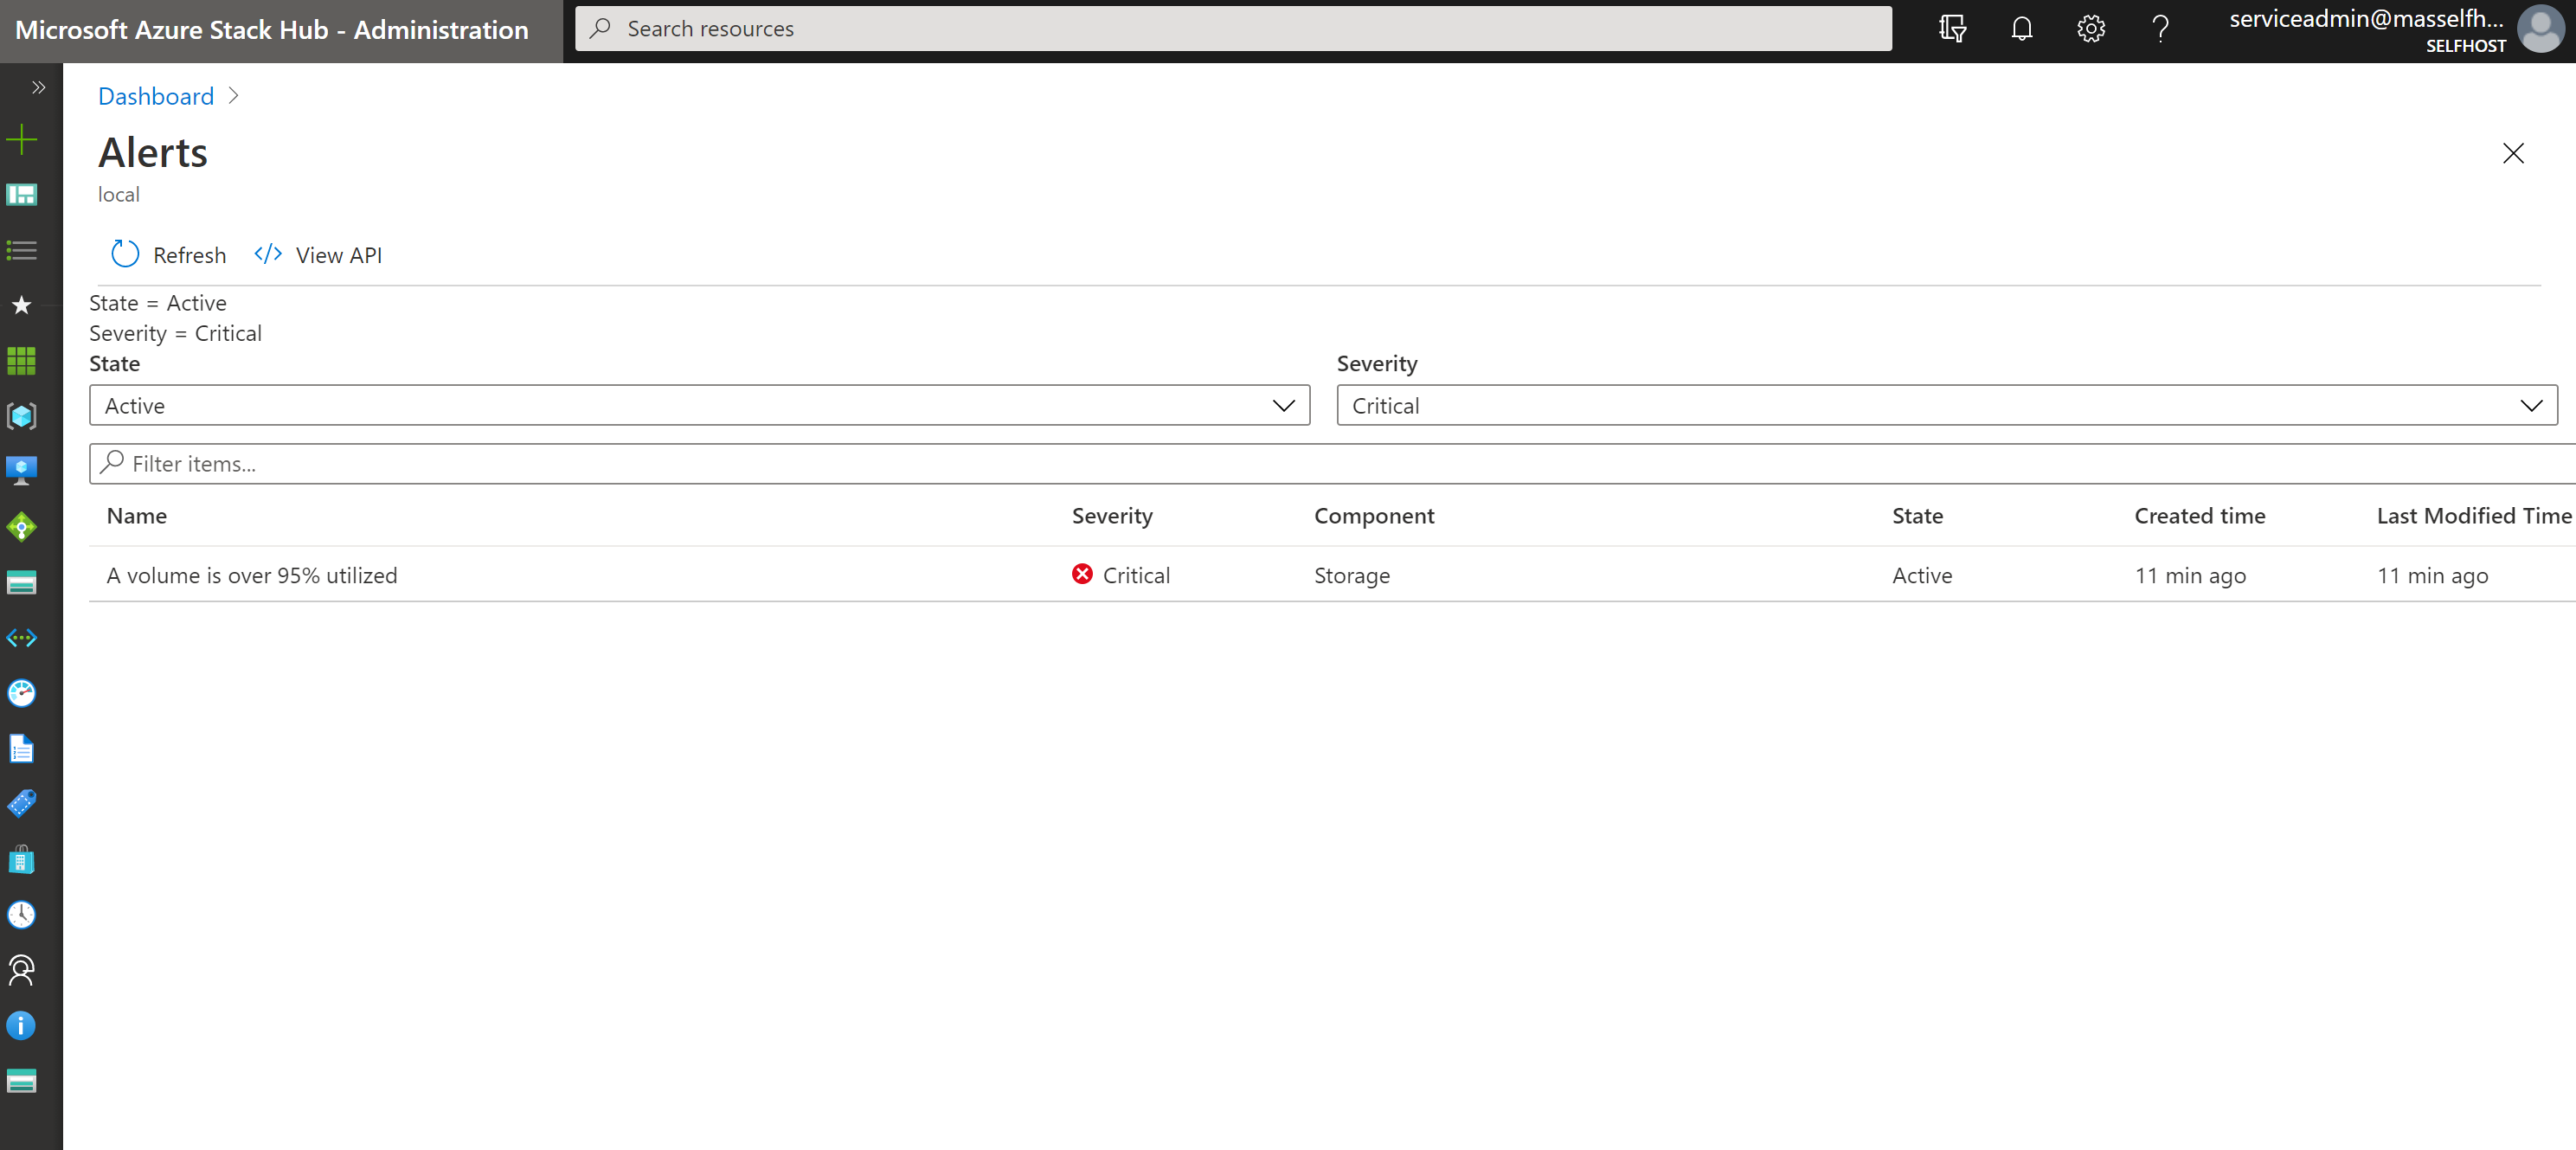 Microsoft Azure Stack Hub - Administration
Search resources
serviceadmin@masselfh...
SELFHOST
Dashboard
Alerts
local
Refresh
View API
State = Active
Severity = Critical
State
Severity
Active
Critical
Filter items...
Name Severity Component State Created time Last Modified Time
A volume is over 95% utilized Critical Storage Active 11 min ago 11 min ago